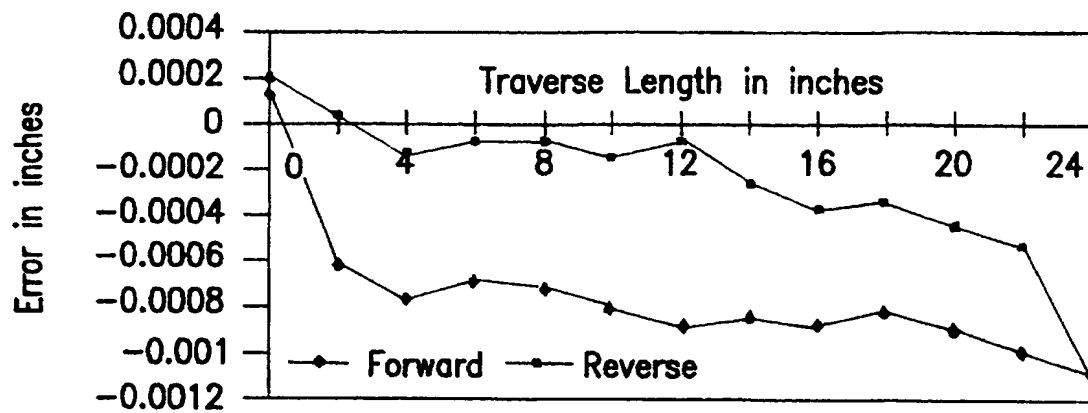 0.0004
0.0002
0
-0.0002
-0.0004
-0.0006
-0.0008
-0.001
-0.0012
Error in inches
Traverse Length in inches
0 4 8 12 16 20 24
Forward Reverse